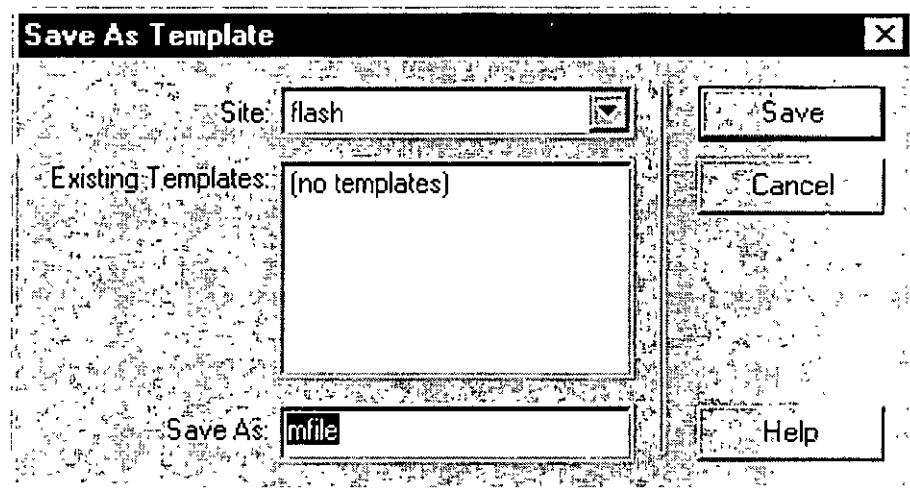 Save As Template
Site: flash
Save
Existing Templates: (no templates)
Cancel
Save As: mfile
Help